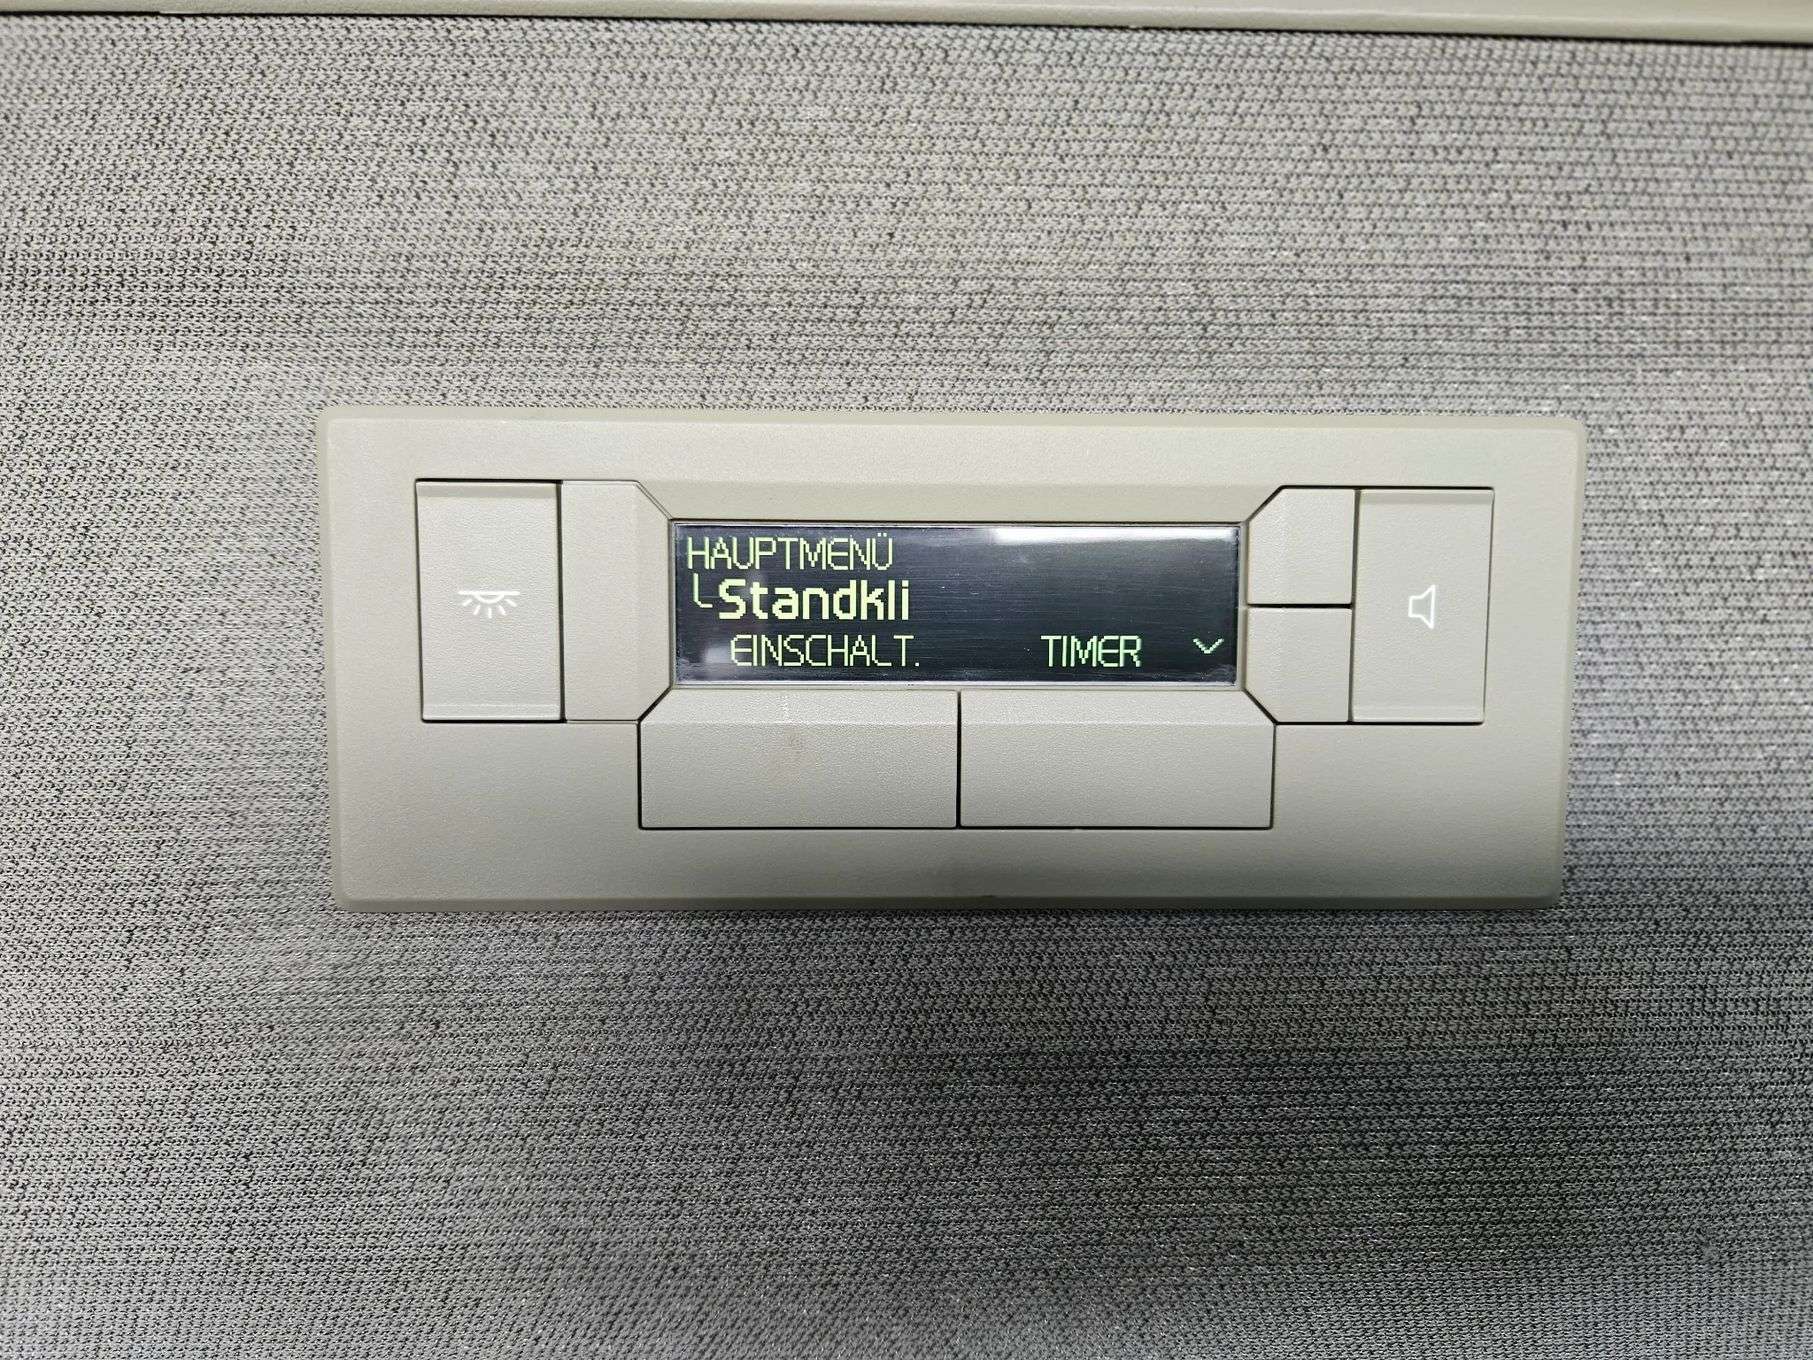 HAUPTMENÜ
Standkli
EINSCHALT. TIMER